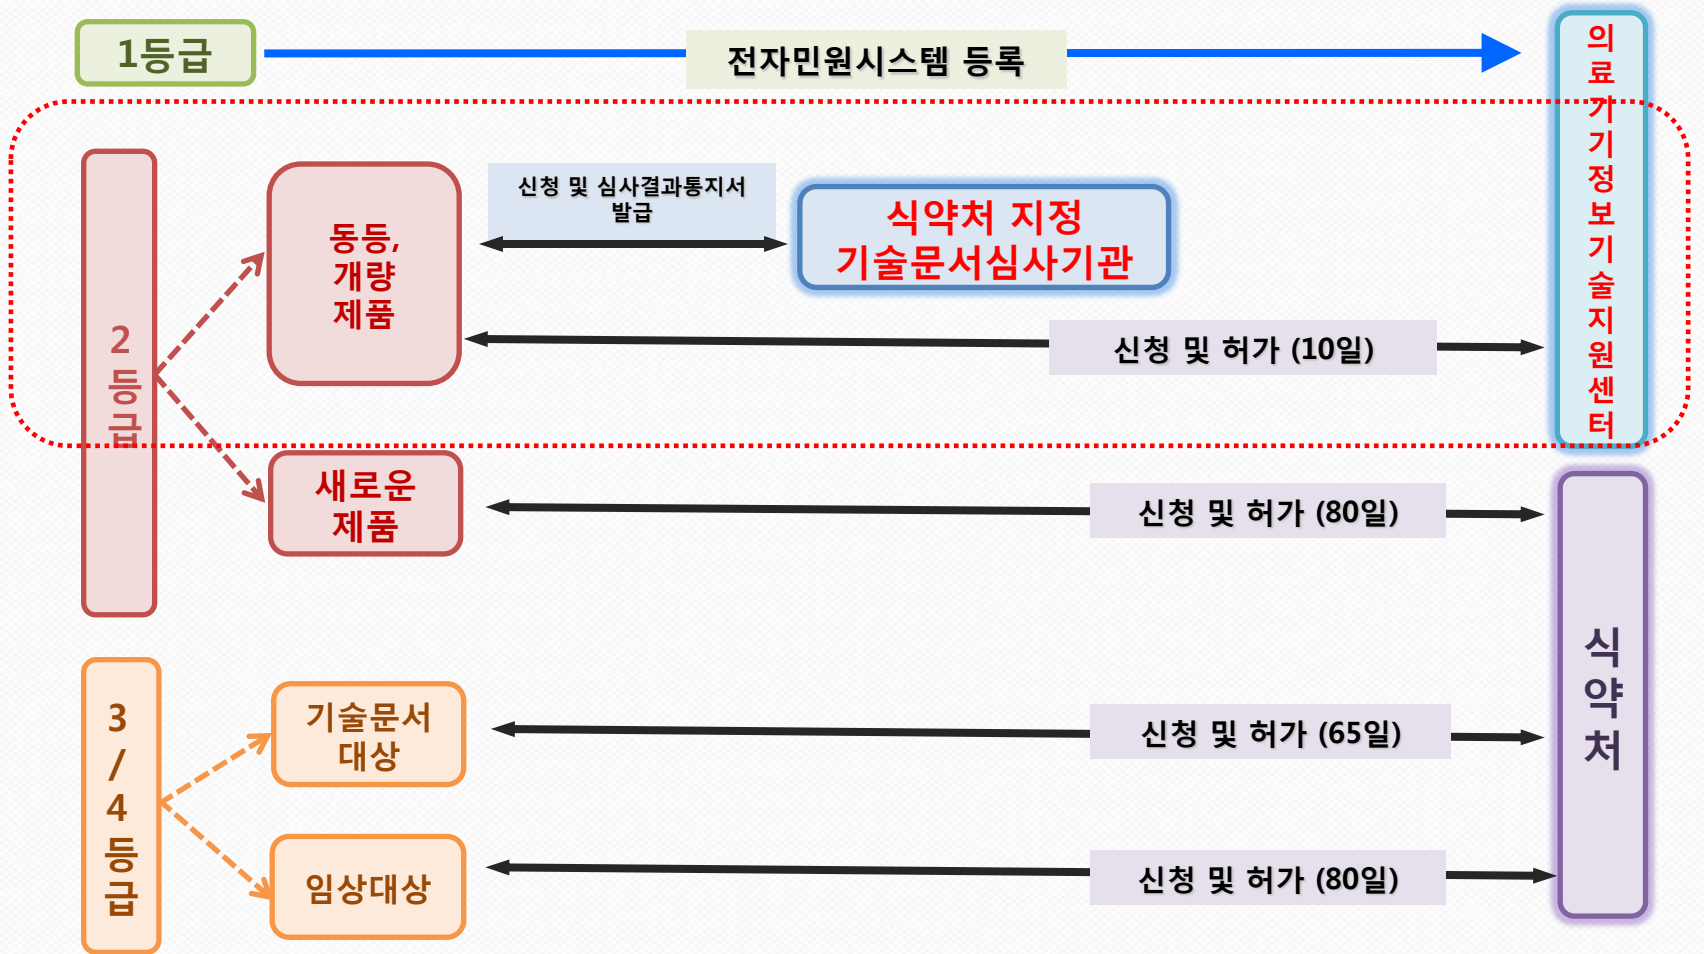 1등급
전자민원시스템 등록
의
료
기
기
정
보
기
술
지
원
센
터
2
등
급
동등,
개량
제품
신청 및 심사결과통지서
발급
식약처 지정
기술문서심사기관
신청 및 허가 (10일)
새로운
제품
신청 및 허가 (80일)
식
약
처
3
/
4
등
급
기술문서
대상
신청 및 허가 (65일)
임상대상
신청 및 허가 (80일)